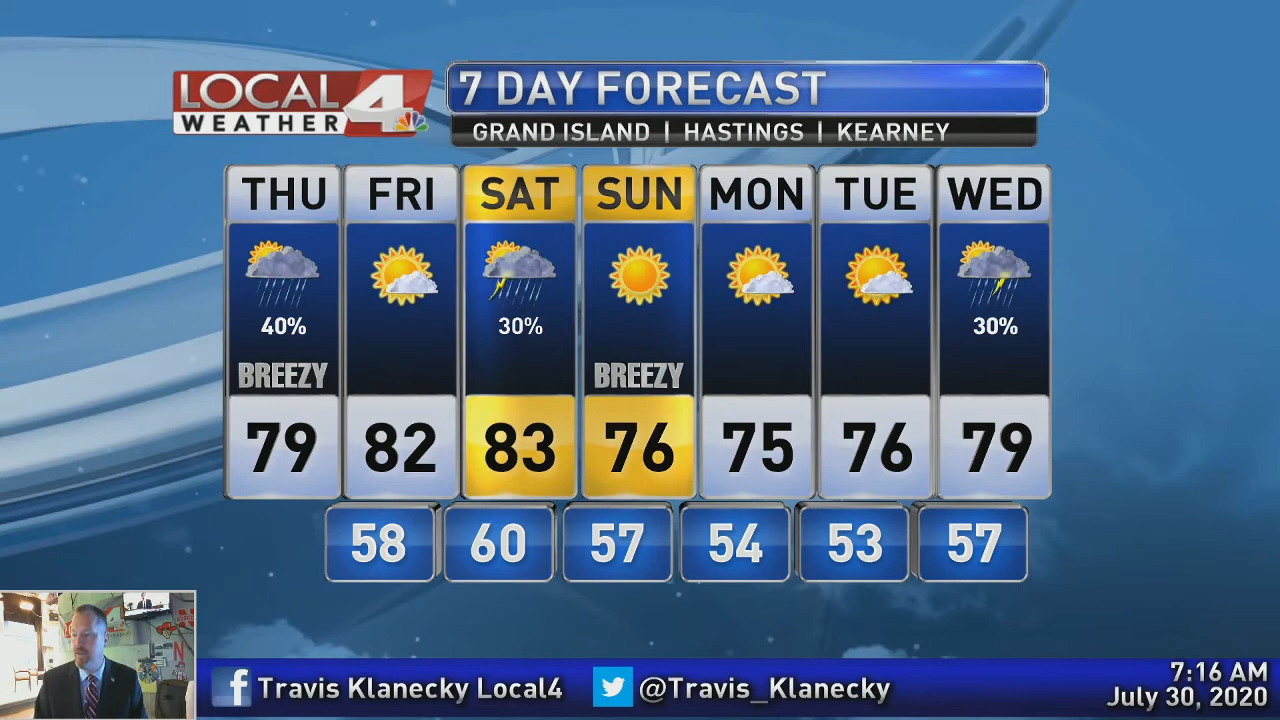 LOCAL 4
WEATHER
7 DAY FORECAST
GRAND ISLAND | HASTINGS | KEARNEY
THU FRI SAT SUN MON TUE WED
40% 30% 30%
BREEZY BREEZY
79 82 83 76 75 76 79
58 60 57 54 53 57
f Travis Klanecky Local4 @Travis_Klanecky
7:16 AM
July 30, 2020